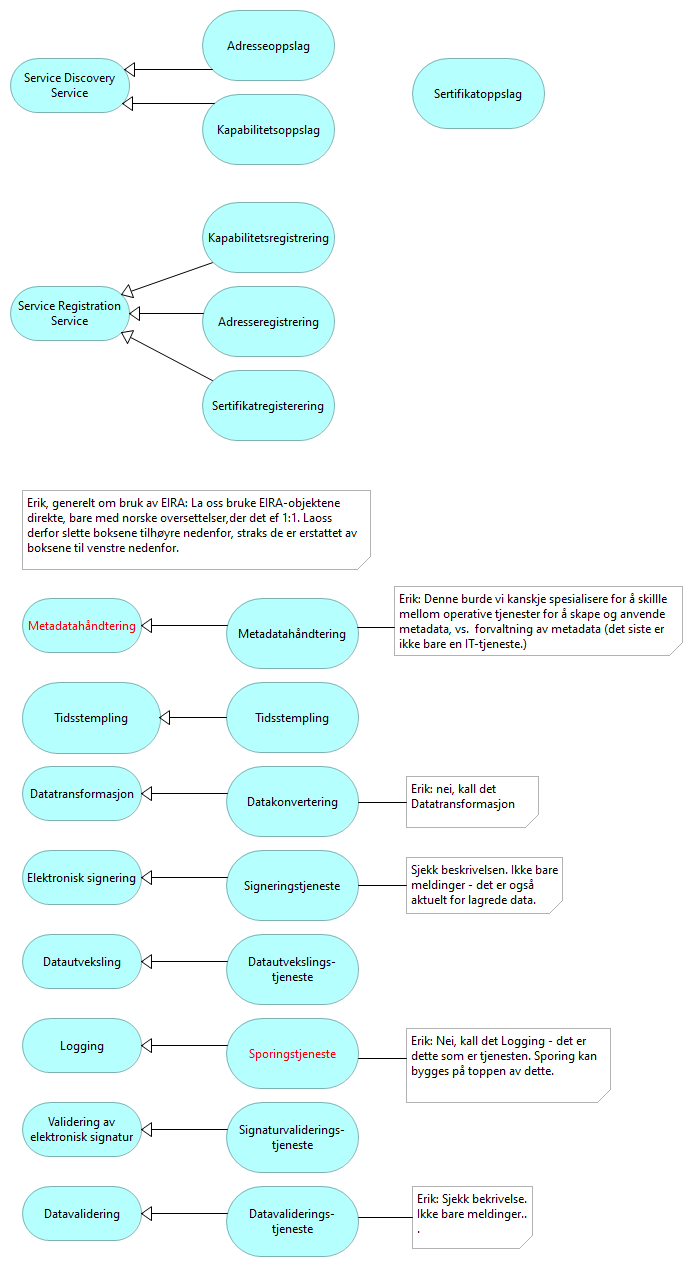 Adresseoppslag
Service Discovery
Service
Sertifikatoppslag
Kapabilitetsoppslag
Kapabilitetsregistrering
Service Registration
Service
Adresseregistrering
Sertifikatregisterering
Erik, generelt om bruk av EIRA: La oss bruke EIRA-objektene
direkte, bare med norske oversettelser,der det ef 1:1. Laoss
derfor slette boksene tilhøyre nedenfor, straks de er erstattet av
boksene til venstre nedenfor.
Metadatahåndtering
Metadatahåndtering
Erik: Denne burde vi kanskje spesialisere for å skillle
mellom operative tjenester for å skape og anvende
metadata, vs.  forvaltning av metadata (det siste er
ikke bare en IT-tjeneste.)
Tidsstempling
Tidsstempling
Datatransformasjon
Datakonvertering
Erik: nei, kall det
Datatransformasjon
Elektronisk signering
Signeringstjeneste
Sjekk beskrivelsen. Ikke bare
meldinger - det er også
aktuelt for lagrede data.
Datautveksling
Datautvekslings-
tjeneste
Logging
Sporingstjeneste
Erik: Nei, kall det Logging - det er
dette som er tjenesten. Sporing kan
bygges på toppen av dette.
Validering av
elektronisk signatur
Signaturvaliderings-
tjeneste
Datavalidering
Datavaliderings-
tjeneste
Erik: Sjekk bekrivelse.
Ikke bare meldinger..
.